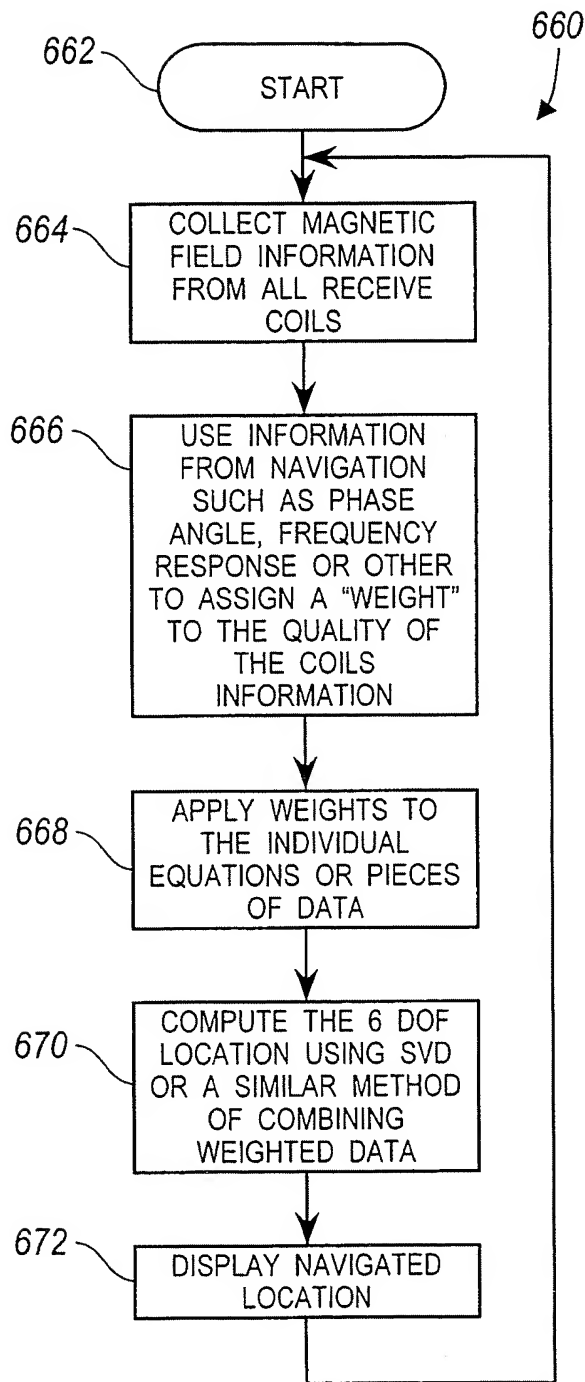 660
662
START
664
COLLECT MAGNETIC
FIELD INFORMATION
FROM ALL RECEIVE
COILS
666
USE INFORMATION
FROM NAVIGATION
SUCH AS PHASE
ANGLE, FREQUENCY
RESPONSE OR OTHER
TO ASSIGN A “WEIGHT”
TO THE QUALITY OF
THE COILS
INFORMATION
668
APPLY WEIGHTS TO
THE INDIVIDUAL
EQUATIONS OR PIECES
OF DATA
670
COMPUTE THE 6 DOF
LOCATION USING SVD
OR A SIMILAR METHOD
OF COMBINING
WEIGHTED DATA
672
DISPLAY NAVIGATED
LOCATION